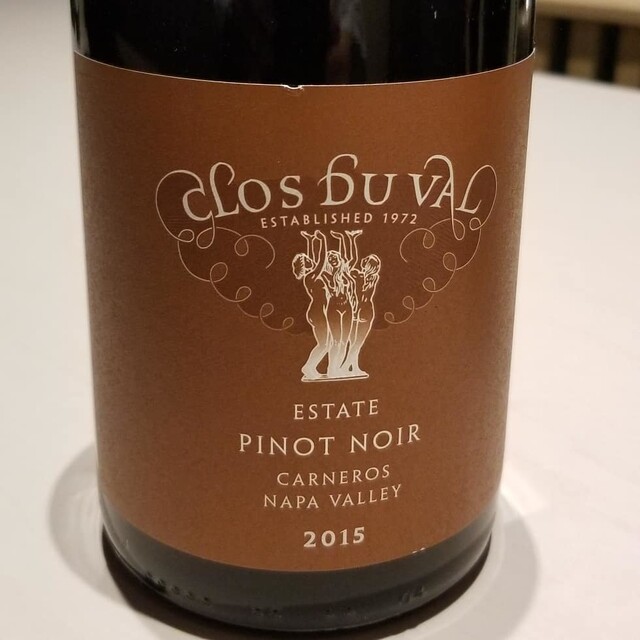 CLOS DU VAL
ESTABLISHED 1972
ESTATE
PINOT NOIR
CARNEROS
NAPA VALLEY
2015